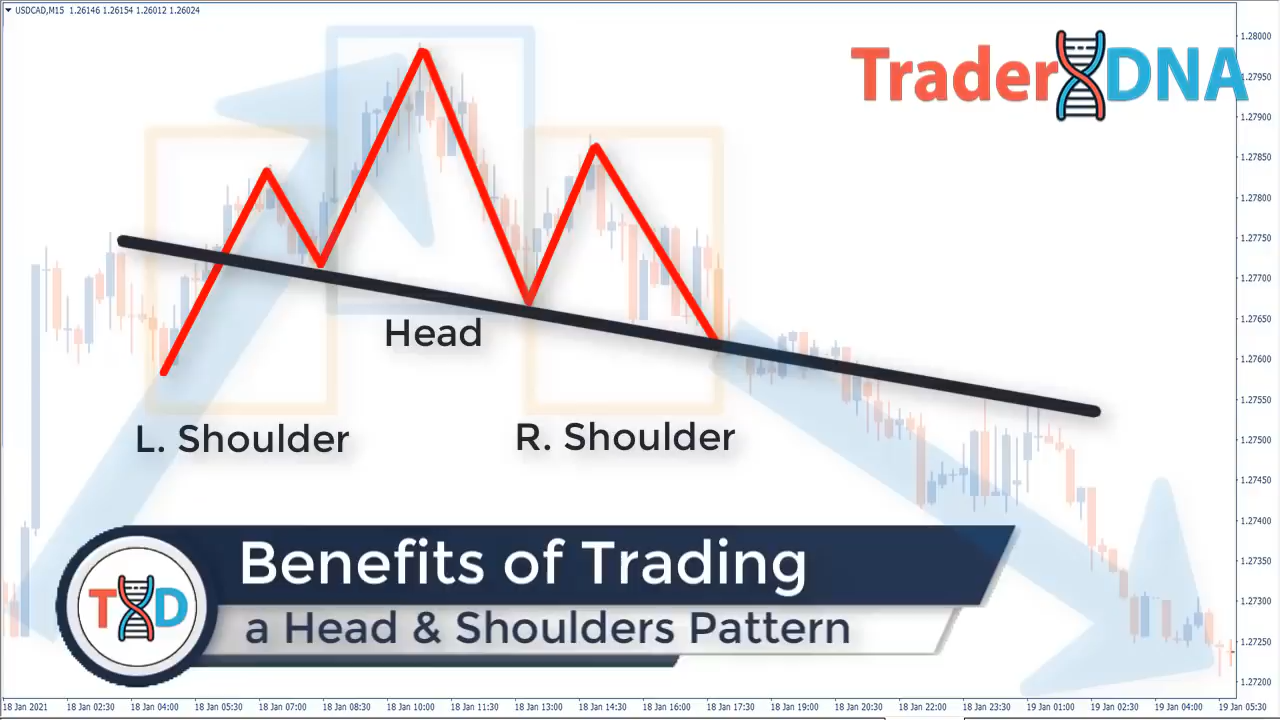 USDCAD,M15 1.26146 1.26154 1.26012 1.26024
TraderDNA
1.28000
1.27950
1.27900
1.27850
1.27800
1.27750
1.27700
1.27650
1.27600
1.27550
1.27500
1.27450
1.27400
1.27350
1.27300
1.27250
1.27200
Head
L. Shoulder
R. Shoulder
Benefits of Trading
a Head & Shoulders Pattern
TD
18 Jan 2021 18 Jan 02:30 18 Jan 04:00 18 Jan 05:30 18 Jan 07:00 18 Jan 08:30 18 Jan 10:00 18 Jan 11:30 18 Jan 13:00 18 Jan 14:30 18 Jan 16:00 18 Jan 17:30 18 Jan 19:00 18 Jan 20:30 18 Jan 22:00 18 Jan 23:30 19 Jan 01:00 19 Jan 02:30 19 Jan 04:00 19 Jan 05:30